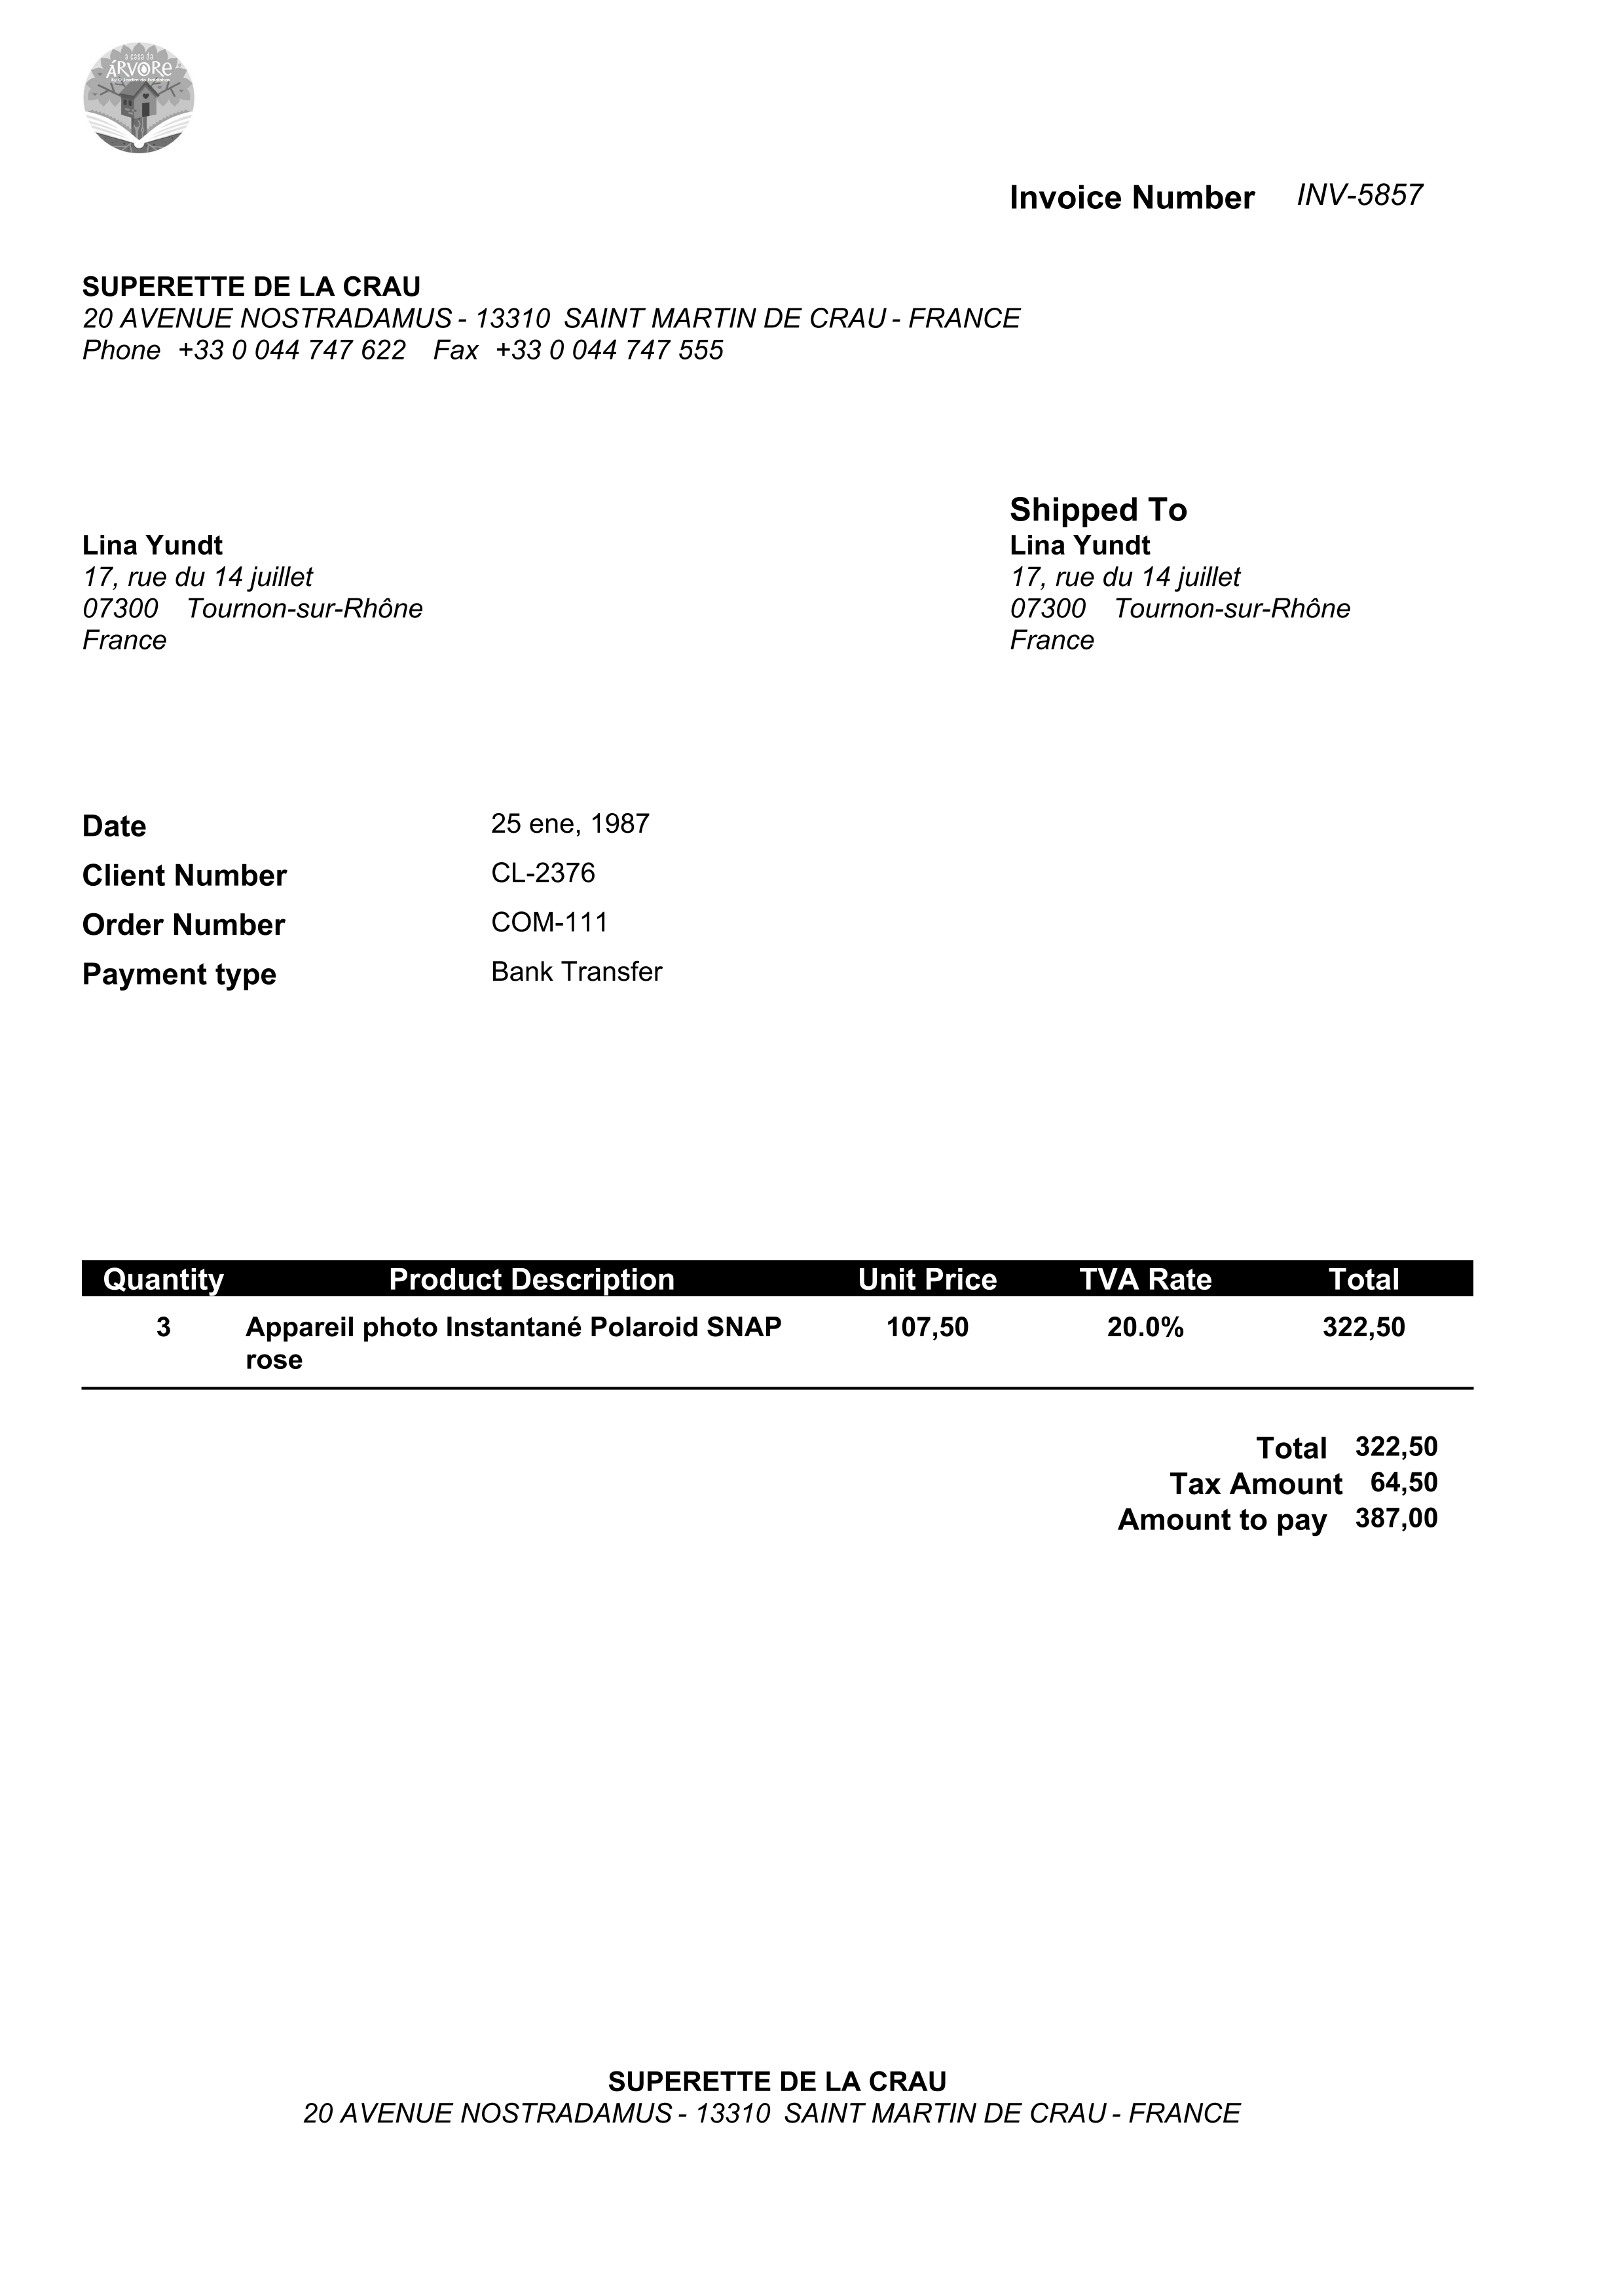 a casa da
ÁRVORE
Invoice Number INV-5857
SUPERETTE DE LA CRAU
20 AVENUE NOSTRADAMUS - 13310 SAINT MARTIN DE CRAU - FRANCE
Phone +33 0 044 747 622 Fax +33 0 044 747 555
Shipped To
Lina Yundt
17, rue du 14 juillet
07300 Tournon-sur-Rhône
France
Lina Yundt
17, rue du 14 juillet
07300 Tournon-sur-Rhône
France
Date 25 ene, 1987
Client Number CL-2376
Order Number COM-111
Payment type Bank Transfer
Quantity Product Description Unit Price TVA Rate Total
3 Appareil photo Instantané Polaroid SNAP 107,50 20.0% 322,50
rose
Total 322,50
Tax Amount 64,50
Amount to pay 387,00
SUPERETTE DE LA CRAU
20 AVENUE NOSTRADAMUS - 13310 SAINT MARTIN DE CRAU - FRANCE